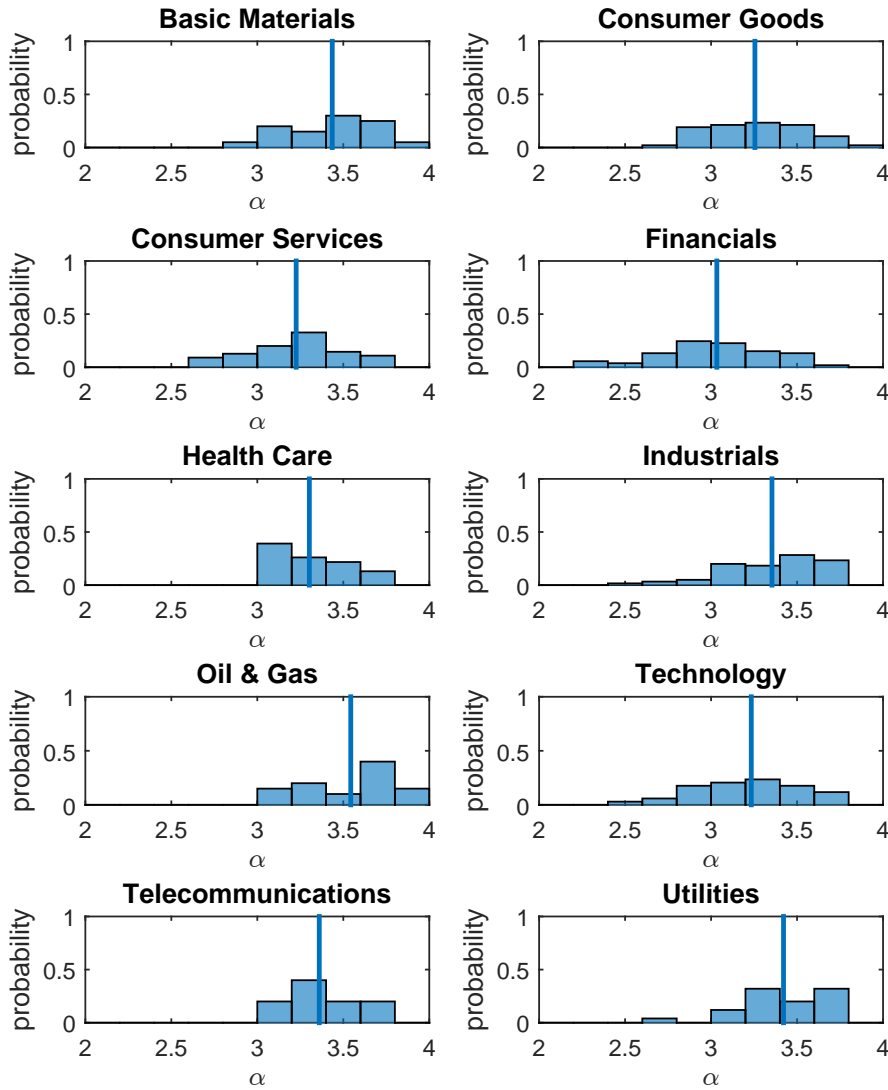 Basic Materials
probability
1
0.5
0
2 2.5 3 3.5 4
α
Consumer Goods
probability
1
0.5
0
2 2.5 3 3.5 4
α
Consumer Services
probability
1
0.5
0
2 2.5 3 3.5 4
α
Financials
probability
1
0.5
0
2 2.5 3 3.5 4
α
Health Care
probability
1
0.5
0
2 2.5 3 3.5 4
α
Industrials
probability
1
0.5
0
2 2.5 3 3.5 4
α
Oil & Gas
probability
1
0.5
0
2 2.5 3 3.5 4
α
Technology
probability
1
0.5
0
2 2.5 3 3.5 4
α
Telecommunications
probability
1
0.5
0
2 2.5 3 3.5 4
α
Utilities
probability
1
0.5
0
2 2.5 3 3.5 4
α